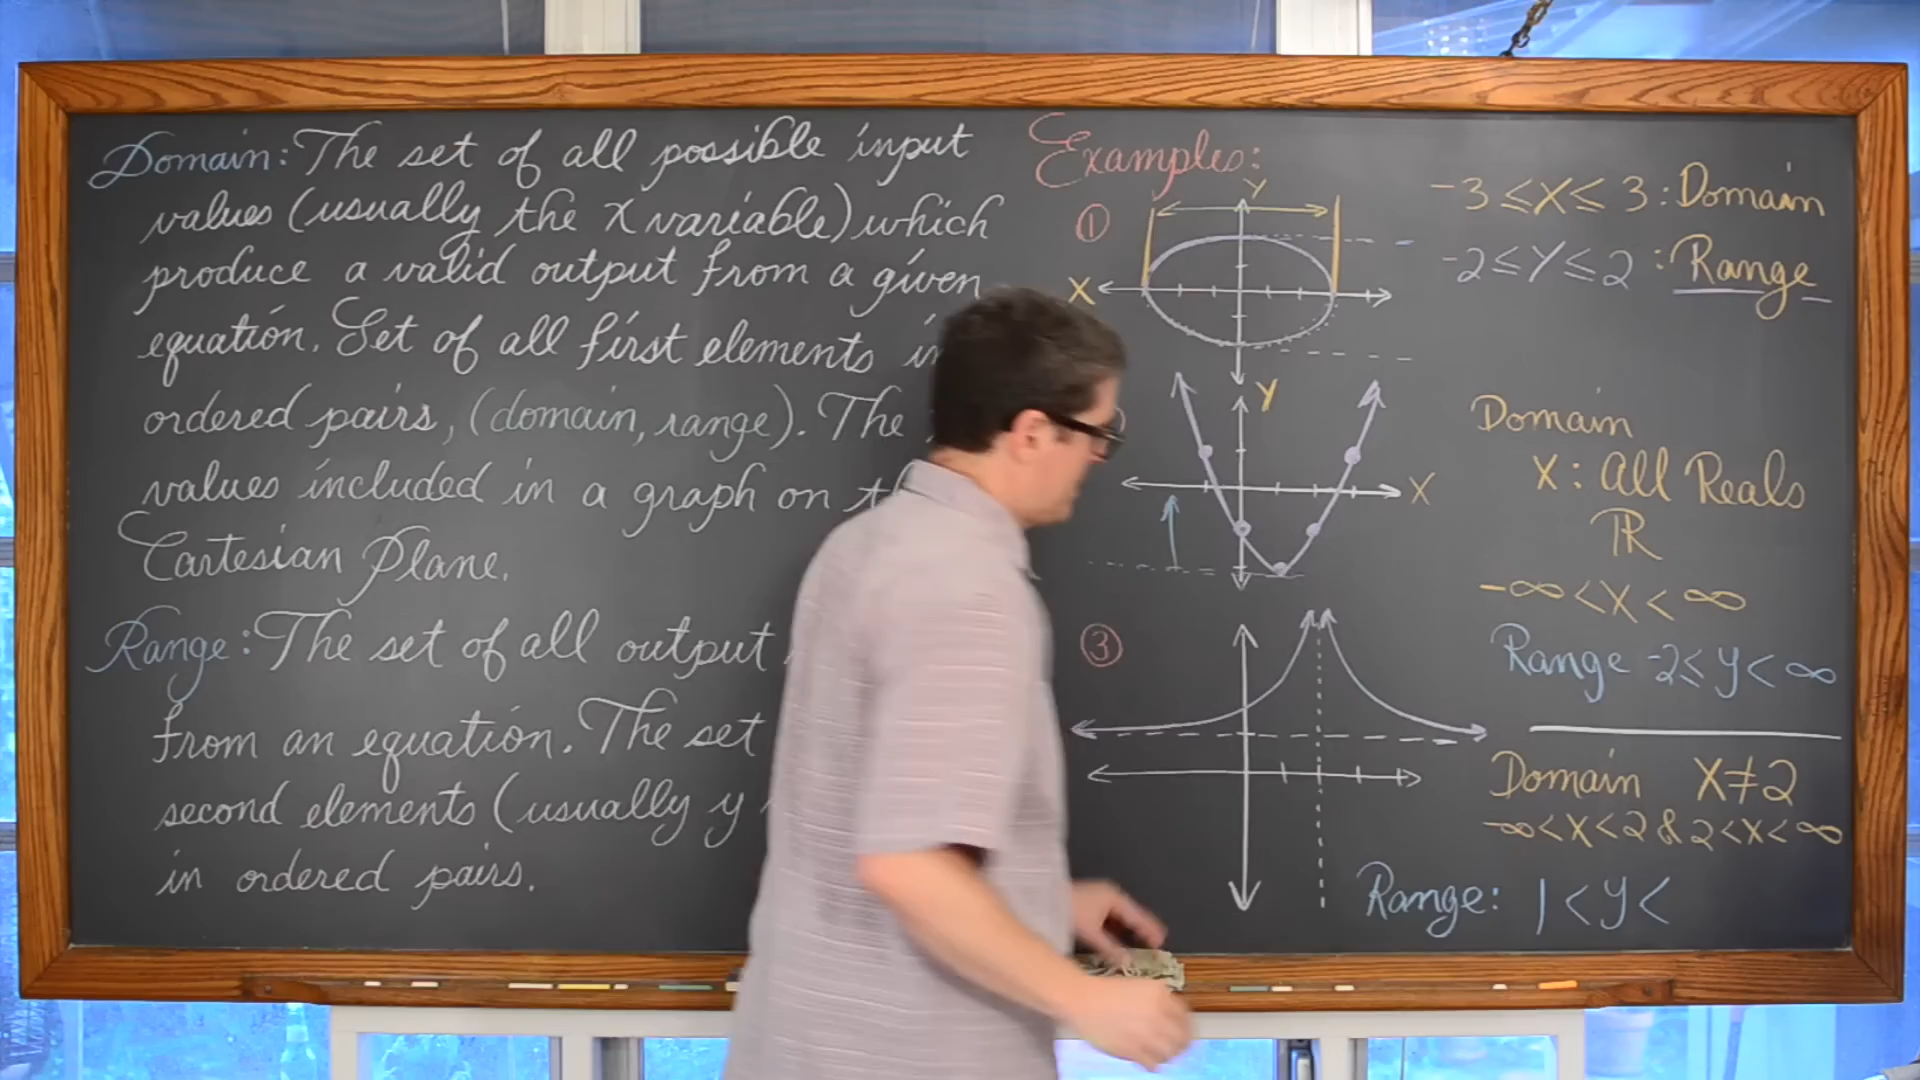 Domain: The set of all possible input
values (usually the x variable) which
produce a valid output from a given
equation. Set of all first elements in
ordered pairs, (domain, range). The
values included in a graph on
Cartesian Plane.
Range: The set of all output
from an equation. The set
second elements (usually y
in ordered pairs.
Examples:
①
Y
X
-3 ≤ X ≤ 3 : Domain
-2 ≤ Y ≤ 2 : Range
Y
X
Domain
X: All Reals
ℝ
-∞ < X < ∞
Range -2 ≤ y < ∞
③
Domain X ≠ 2
-∞ < X < 2 & 2 < X < ∞
Range: 1 < y <